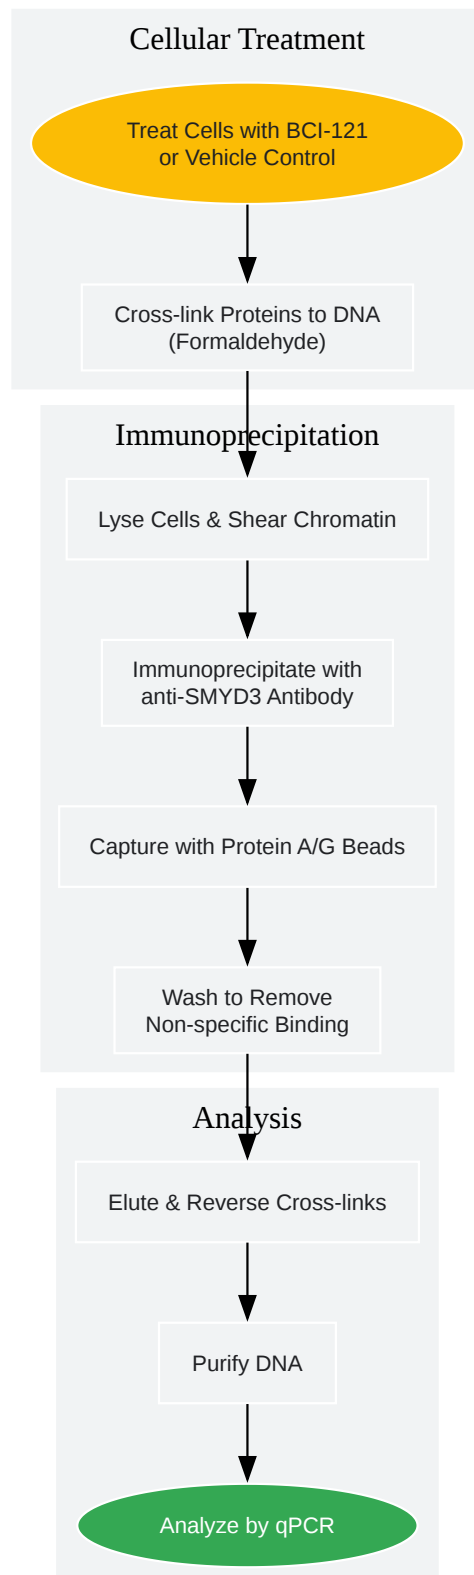 Cellular Treatment
Treat Cells with BCI-121
or Vehicle Control
Cross-link Proteins to DNA
(Formaldehyde)
Immunoprecipitation
Lyse Cells & Shear Chromatin
Immunoprecipitate with
anti-SMYD3 Antibody
Capture with Protein A/G Beads
Wash to Remove
Non-specific Binding
Analysis
Elute & Reverse Cross-links
Purify DNA
Analyze by qPCR